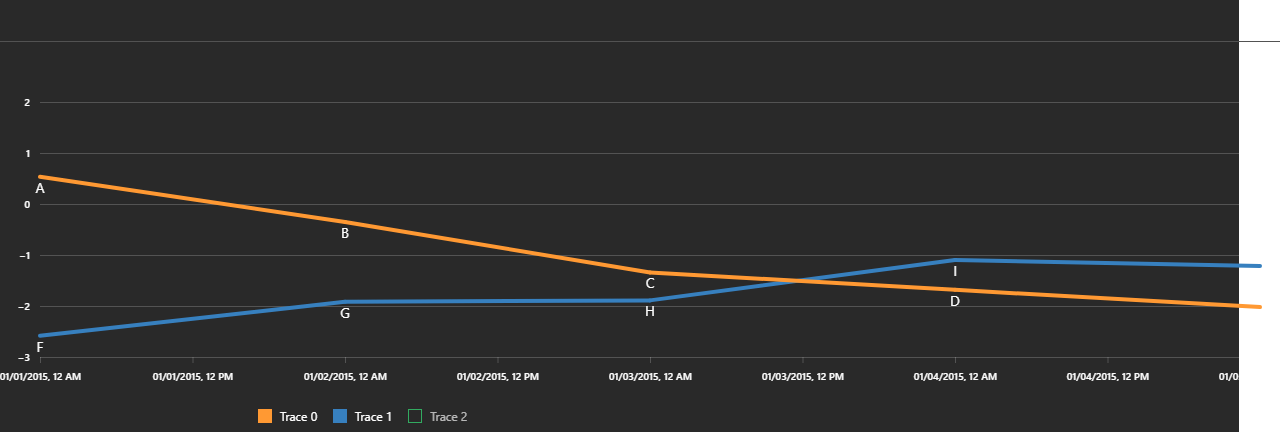 2
1
A
0
B
−1
C
I
−2
D
G
H
F
−3
01/01/2015, 12 AM 01/01/2015, 12 PM 01/02/2015, 12 AM 01/02/2015, 12 PM 01/03/2015, 12 AM 01/03/2015, 12 PM 01/04/2015, 12 AM 01/04/2015, 12 PM
Trace 0 Trace 1 Trace 2